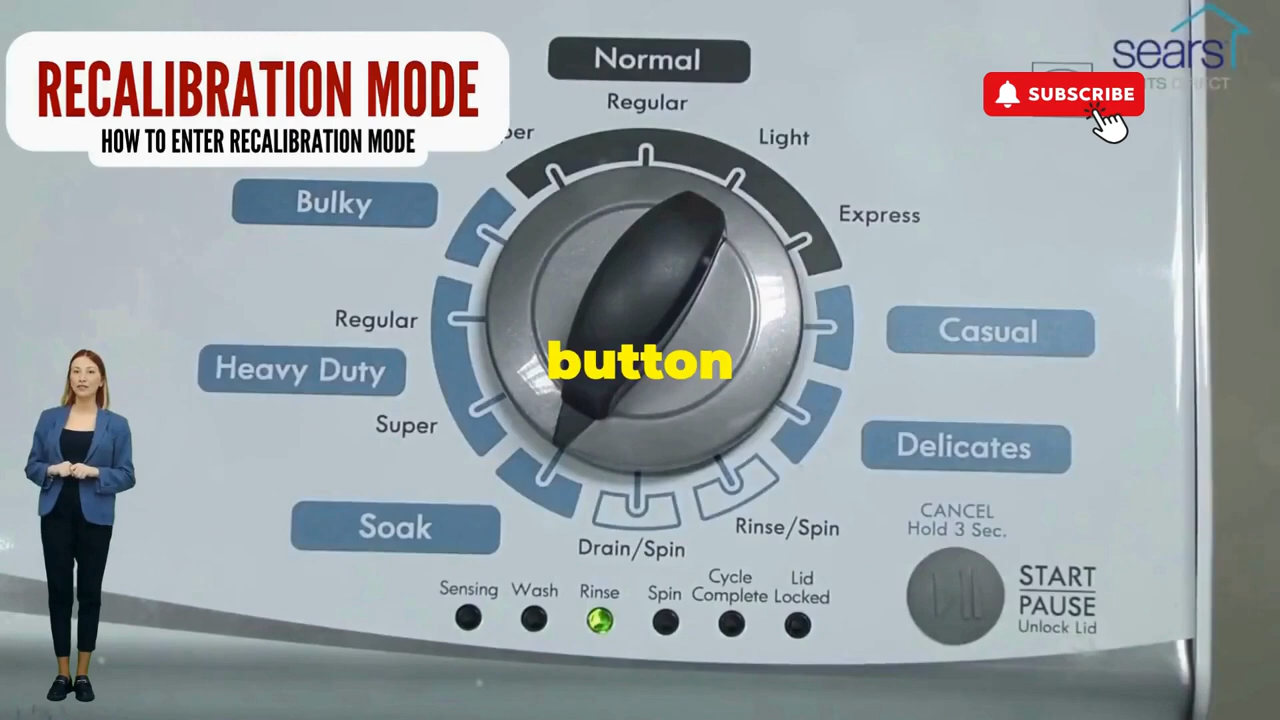 RECALIBRATION MODE
HOW TO ENTER RECALIBRATION MODE
sears
DIRECT
SUBSCRIBE
Normal
Regular
Light
Express
Bulky
Regular
Heavy Duty
Super
Casual
button
Delicates
Soak
Rinse/Spin
Drain/Spin
CANCEL
Hold 3 Sec.
Sensing
Wash
Rinse
Spin
Cycle
Complete
Lid
Locked
START
PAUSE
Unlock Lid